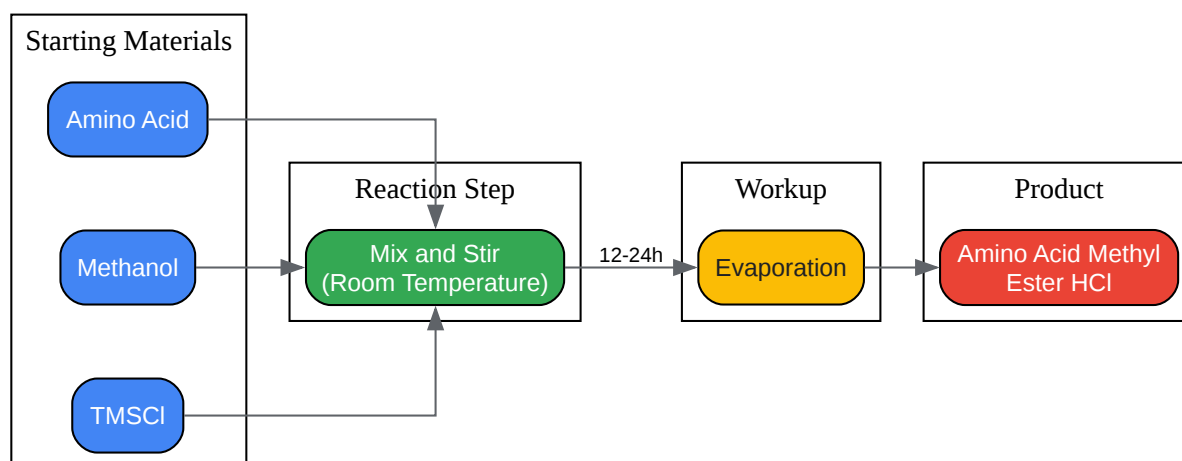 Starting Materials
Amino Acid
Methanol
TMSCl
Reaction Step
Mix and Stir
(Room Temperature)
12-24h
Workup
Evaporation
Product
Amino Acid Methyl
Ester HCl